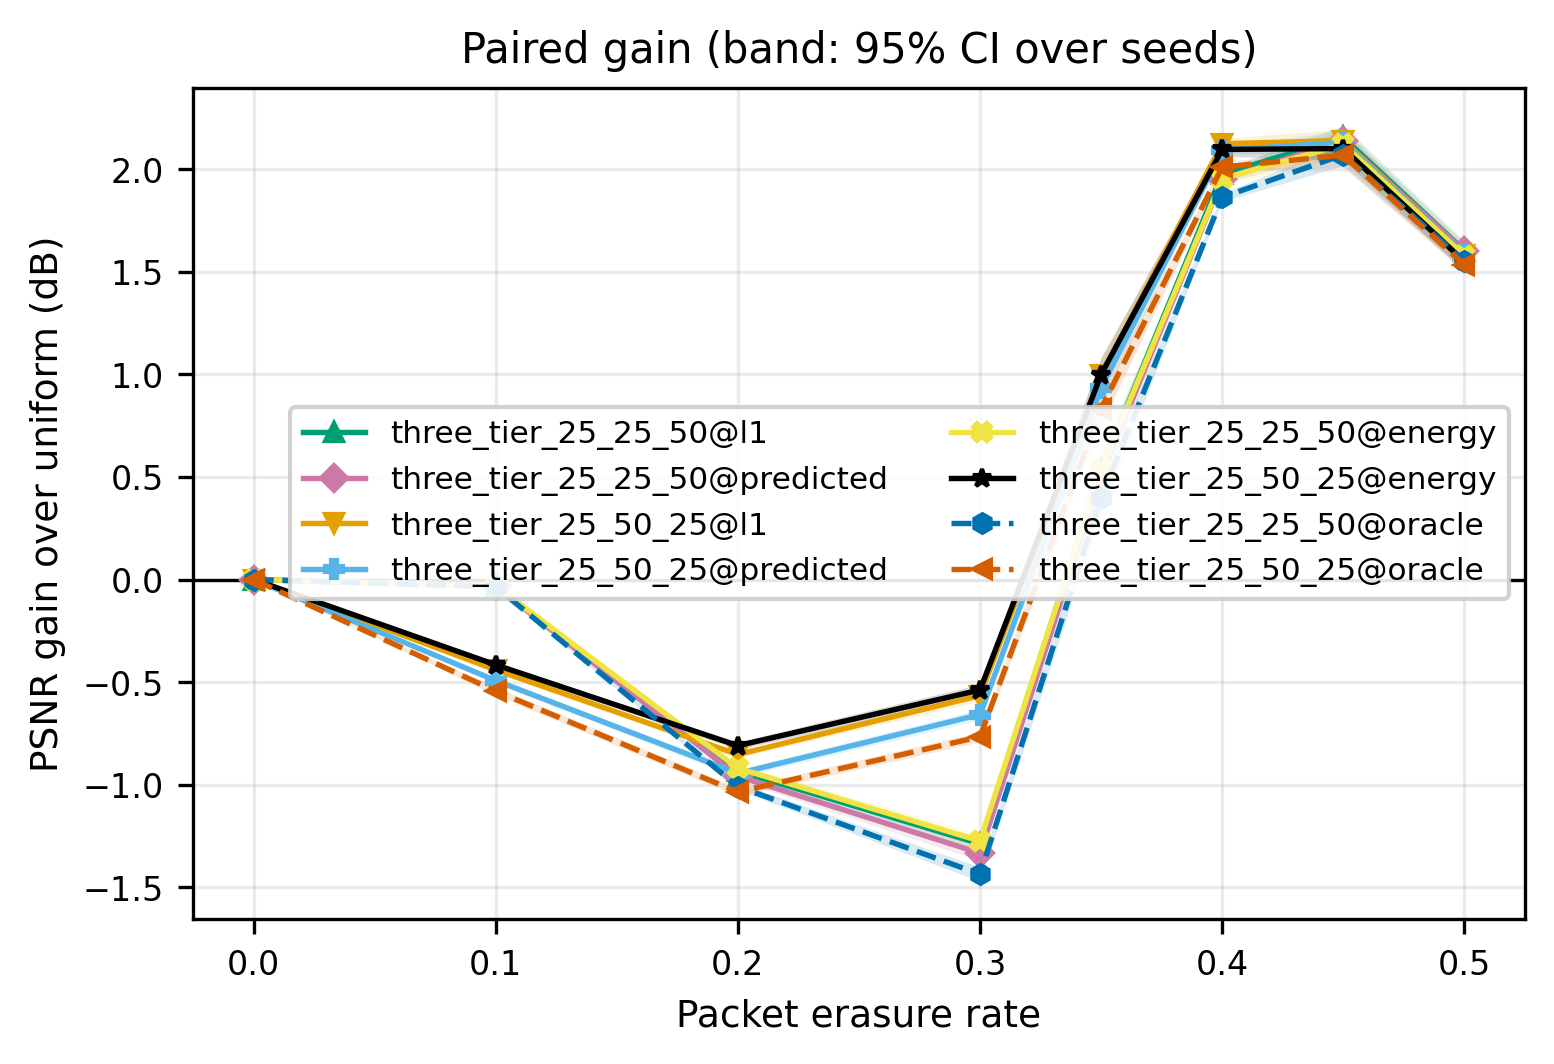 Paired gain (band: 95% CI over seeds)
PSNR gain over uniform (dB)
2.0
1.5
1.0
0.5
0.0
−0.5
−1.0
−1.5
three_tier_25_25_50@l1
three_tier_25_25_50@predicted
three_tier_25_50_25@l1
three_tier_25_50_25@predicted
three_tier_25_25_50@energy
three_tier_25_50_25@energy
three_tier_25_25_50@oracle
three_tier_25_50_25@oracle
0.0 0.1 0.2 0.3 0.4 0.5
Packet erasure rate